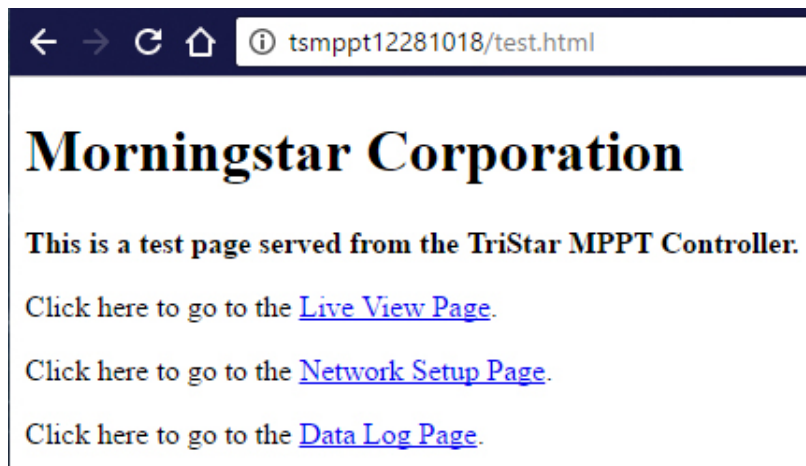 tsmppt12281018/test.html
Morningstar Corporation
This is a test page served from the TriStar MPPT Controller.
Click here to go to the Live View Page.
Click here to go to the Network Setup Page.
Click here to go to the Data Log Page.